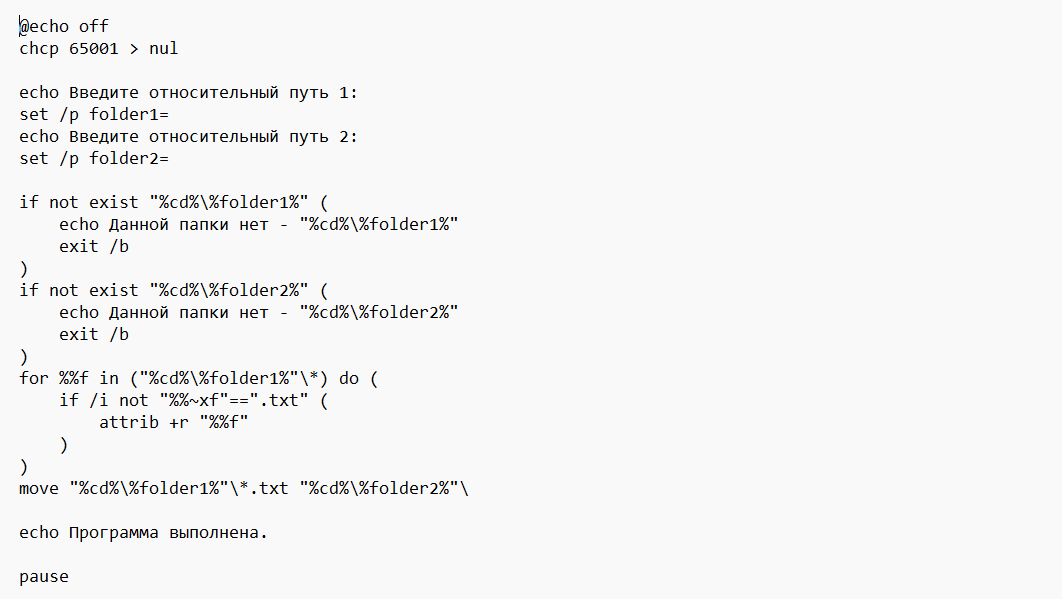 @echo off
chcp 65001 > nul

echo Введите относительный путь 1:
set /p folder1=
echo Введите относительный путь 2:
set /p folder2=

if not exist "%cd%\%folder1%" (
    echo Данной папки нет - "%cd%\%folder1%"
    exit /b
)
if not exist "%cd%\%folder2%" (
    echo Данной папки нет - "%cd%\%folder2%"
    exit /b
)
for %%f in ("%cd%\%folder1%"\*) do (
    if /i not "%%~xf"==".txt" (
        attrib +r "%%f"
    )
)
move "%cd%\%folder1%"\*.txt "%cd%\%folder2%"\

echo Программа выполнена.

pause